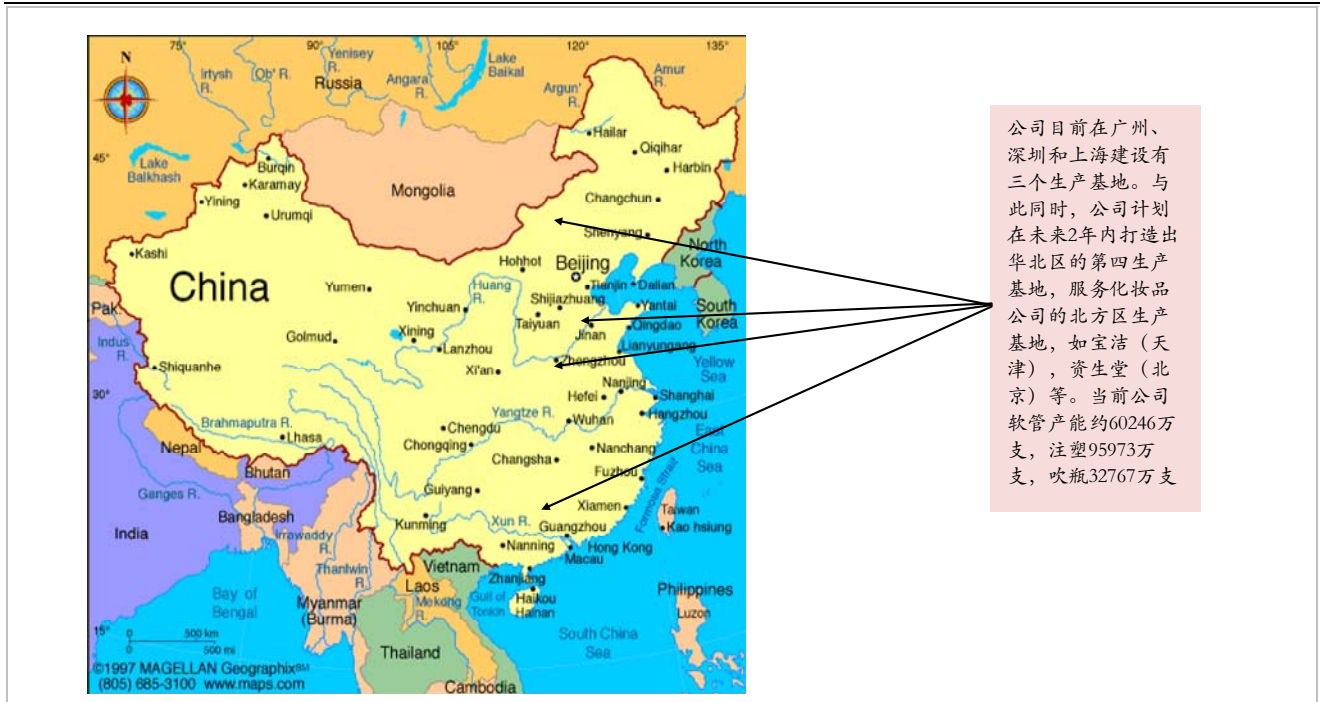 75°
90°
105°
120°
135°
N
Irtysh
R.
Ob' R.
Yenisey
R.
Russia
Angara
R.
Lake
Baikal
Argun'
R.
Amur
R.
45°
Lake
Balkhash
Burqin
Karamay
Yining
Urumqi
Kashi
Mongolia
Hailar
Qiqihar
Harbin
Changchun
Shenyang
North
Korea
Hohhot
Beijing
China
Yumen
Huang
R.
Tianjin
Dalian
Shijiazhuang
Yantai
South
Korea
Pak.
Yinchuan
Taiyuan
Jinan
Qingdao
Golmud
Xining
Lanzhou
Lianyungang
Indus
R.
Shiquanhe
Xi'an
Zhengzhou
Yellow
Sea
30°
Nanjing
Hefei
Shanghai
Brahmaputra R.
Yangtze R.
Wuhan
Hangzhou
Lhasa
Chengdu
Chongqing
Nepal
Changsha
Nanchang
East
China
Sea
Bhutan
Fuzhou
Ganges R.
Guiyang
Formosa Strait
Bangladesh
Kunming
Xun R.
Xiamen
Taiwan
India
Irrawaddy
R.
Guangzhou
Kao hsiung
Nanning
Hong Kong
Macau
Thanlwin
R.
Vietnam
Zhanjiang
Laos
Bay of
Bengal
Myanmar
(Burma)
Mekong
R.
Gulf of
Tonkin
Haikou
Hainan
Philippines
Luzon
15°
0
500 km
0
500 mi
South China
Sea
Thailand
©1997 MAGELLAN Geographix℠
(805) 685-3100 www.maps.com
Cambodia
公司目前在广州、
深圳和上海建设有
三个生产基地。与
此同时，公司计划
在未来2年内打造出
华北区的第四生产
基地，服务化妆品
公司的北方区生产
基地，如宝洁（天
津），资生堂（北
京）等。当前公司
软管产能约60246万
支，注塑95973万
支，吹瓶32767万支